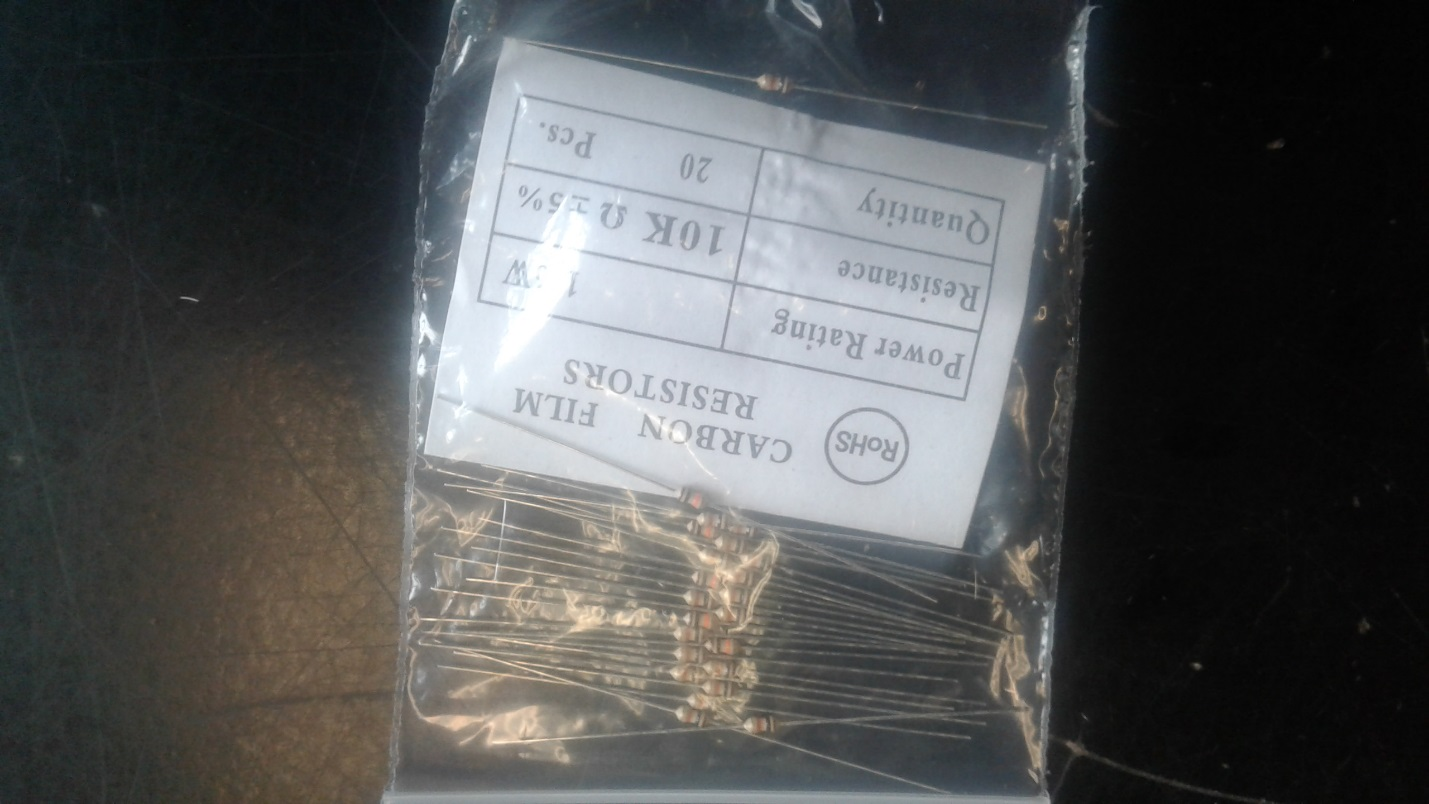 RoHS
CARBON FILM
RESISTORS
Power Rating
Resistance 10K Ω ±5%
Quantity 20 Pcs.